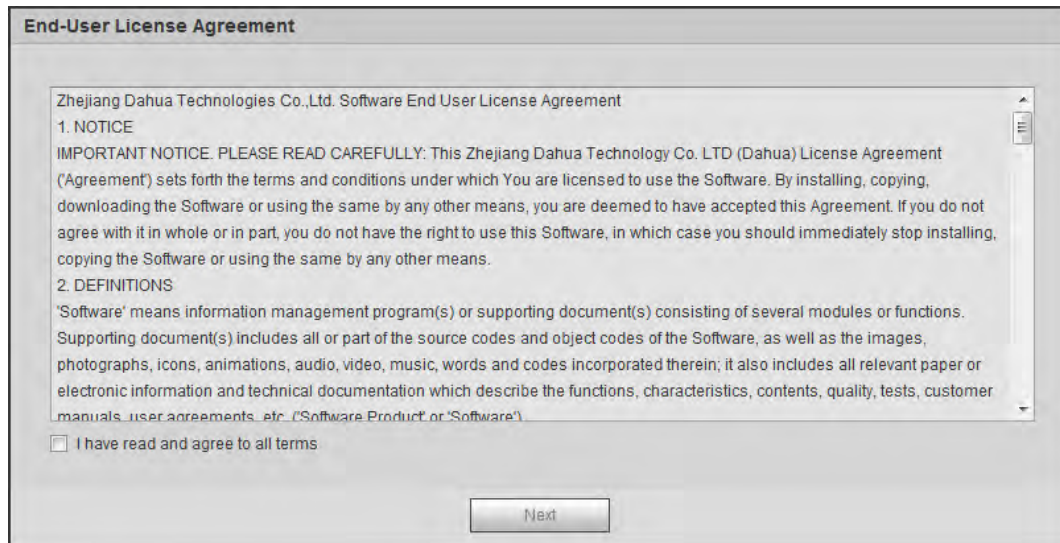 End-User License Agreement
Zhejiang Dahua Technologies Co.,Ltd. Software End User License Agreement
1. NOTICE
IMPORTANT NOTICE. PLEASE READ CAREFULLY: This Zhejiang Dahua Technology Co. LTD (Dahua) License Agreement
('Agreement') sets forth the terms and conditions under which You are licensed to use the Software. By installing, copying,
downloading the Software or using the same by any other means, you are deemed to have accepted this Agreement. If you do not
agree with it in whole or in part, you do not have the right to use this Software, in which case you should immediately stop installing,
copying the Software or using the same by any other means.
2. DEFINITIONS
'Software' means information management program(s) or supporting document(s) consisting of several modules or functions.
Supporting document(s) includes all or part of the source codes and object codes of the Software, as well as the images,
photographs, icons, animations, audio, video, music, words and codes incorporated therein; it also includes all relevant paper or
electronic information and technical documentation which describe the functions, characteristics, contents, quality, tests, customer
manuals, user agreements, etc. ('Software Product' or 'Software')
I have read and agree to all terms
Next